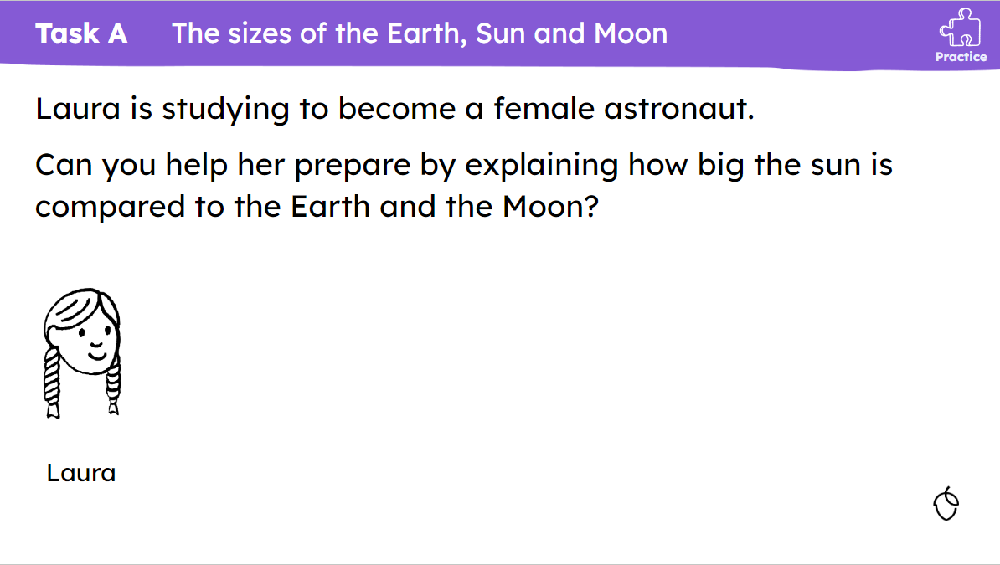 Task A The sizes of the Earth, Sun and Moon
Practice
Laura is studying to become a female astronaut.
Can you help her prepare by explaining how big the sun is
compared to the Earth and the Moon?
Laura